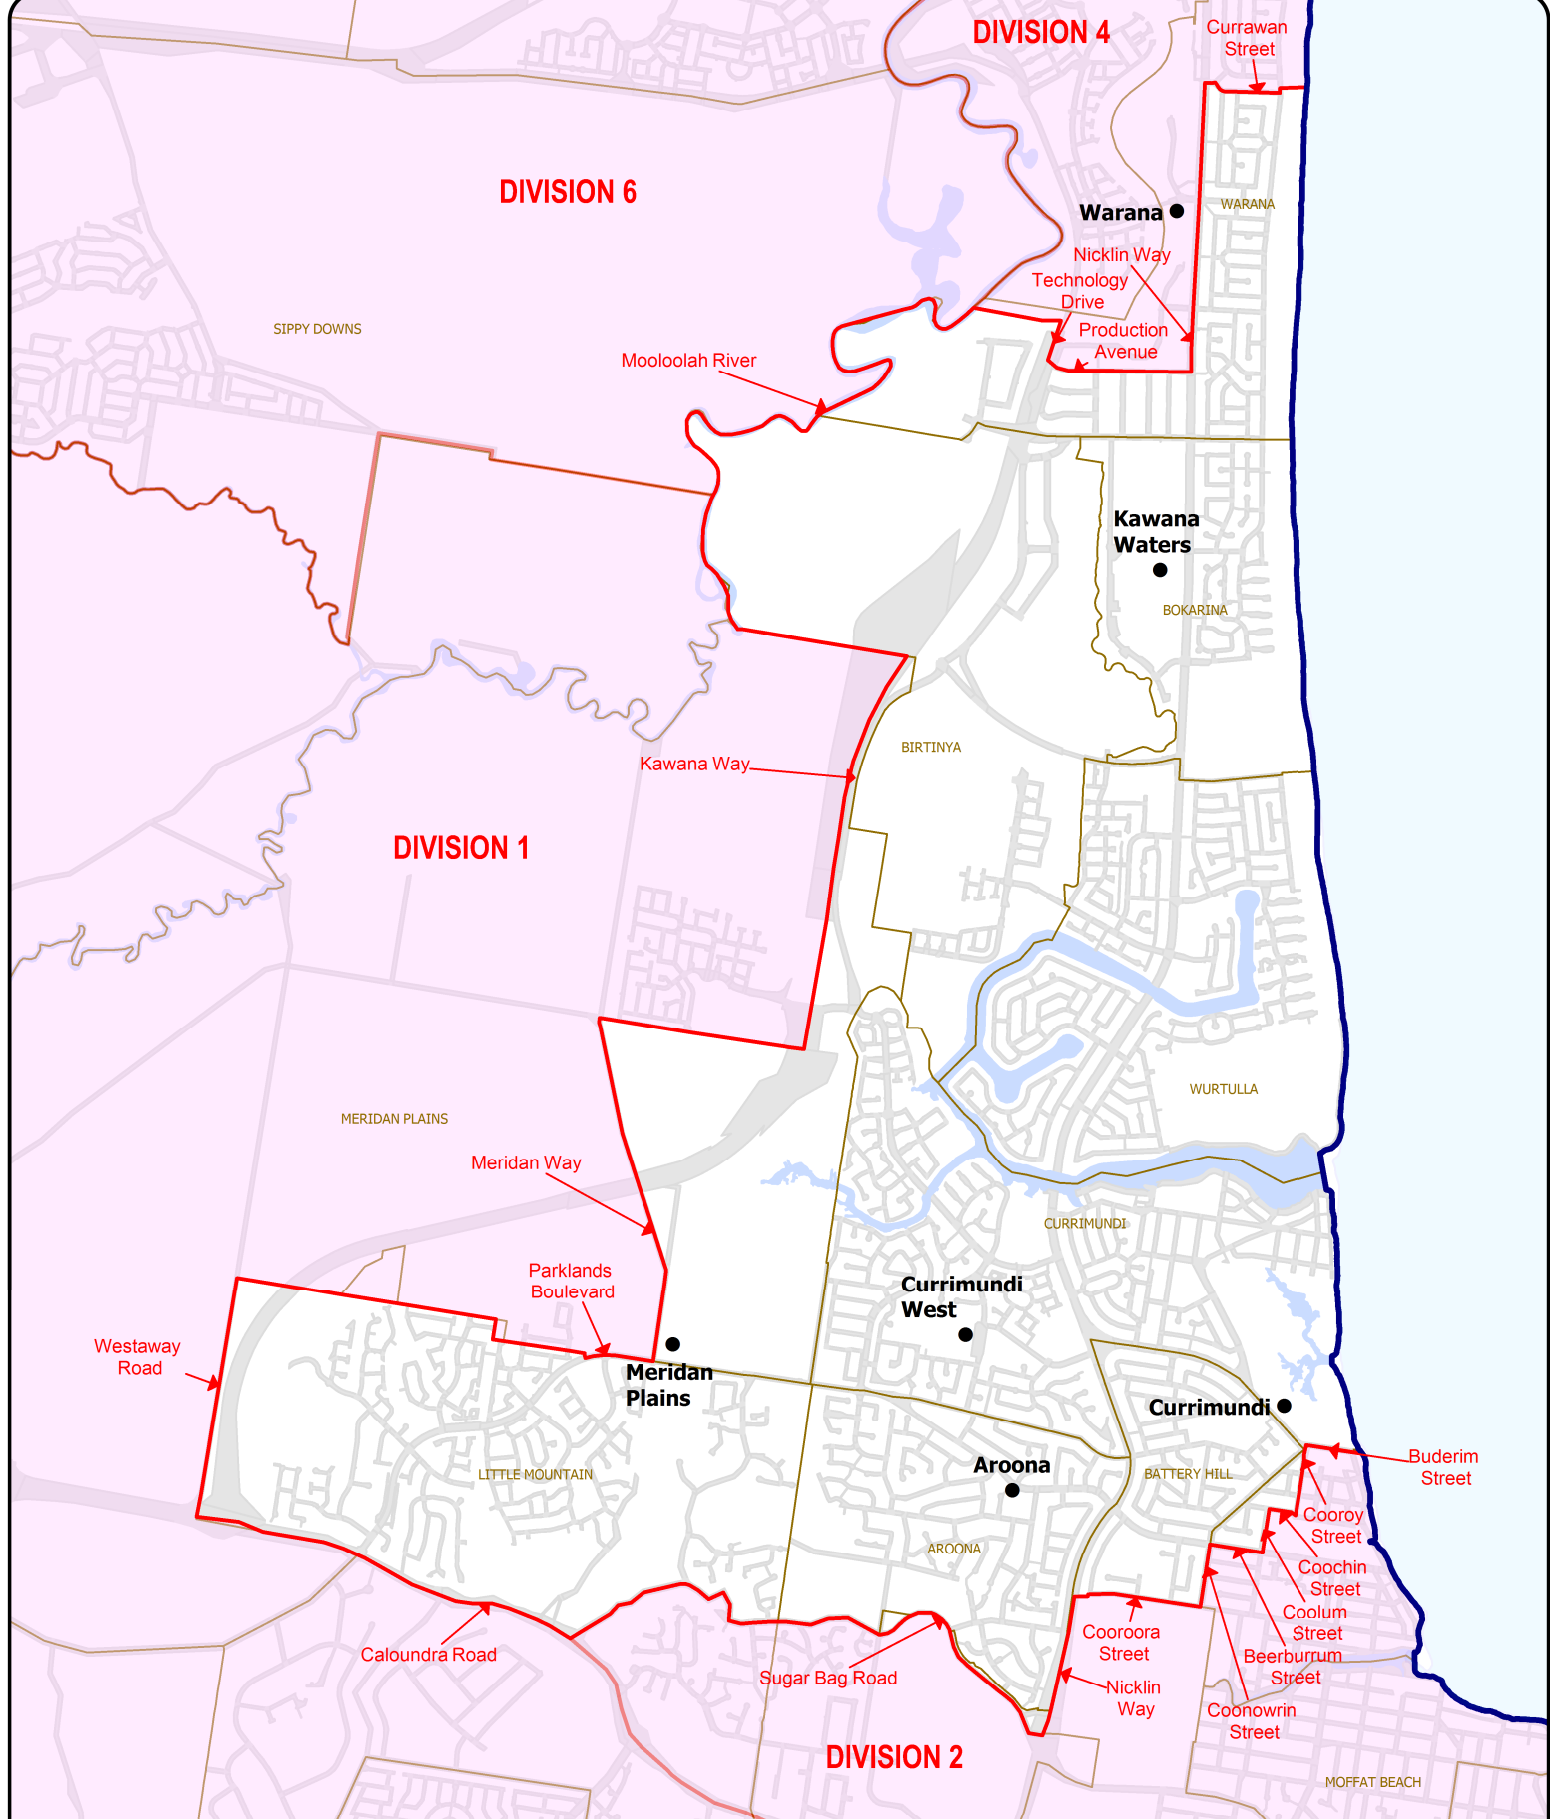 DIVISION 4
Currawan
Street
DIVISION 6
Warana
WARANA
Nicklin Way
Technology
Drive
Production
Avenue
SIPPY DOWNS
Mooloolah River
Kawana
Waters
BOKARINA
BIRTINYA
Kawana Way
DIVISION 1
WURTULLA
MERIDAN PLAINS
Meridan Way
CURRIMUNDI
Parklands
Boulevard
Currimundi
West
Westaway
Road
Meridan
Plains
Currimundi
Aroona
Buderim
Street
LITTLE MOUNTAIN
BATTERY HILL
Cooroy
Street
AROONA
Coochin
Street
Coolum
Street
Cooroora
Street
Caloundra Road
Beerburrum
Street
Sugar Bag Road
Nicklin
Way
Coonowrin
Street
DIVISION 2
MOFFAT BEACH